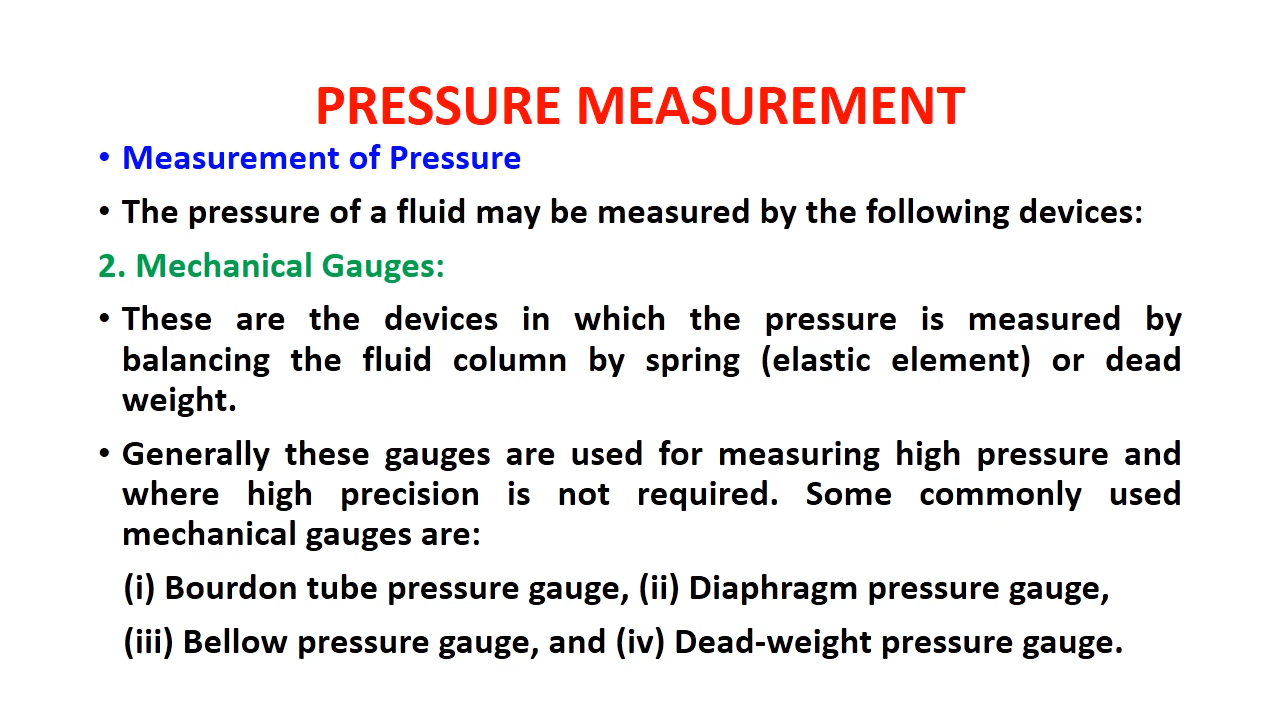 PRESSURE MEASUREMENT
• Measurement of Pressure
• The pressure of a fluid may be measured by the following devices:
2. Mechanical Gauges:
• These are the devices in which the pressure is measured by
balancing the fluid column by spring (elastic element) or dead
weight.
• Generally these gauges are used for measuring high pressure and
where high precision is not required. Some commonly used
mechanical gauges are:
(i) Bourdon tube pressure gauge, (ii) Diaphragm pressure gauge,
(iii) Bellow pressure gauge, and (iv) Dead-weight pressure gauge.